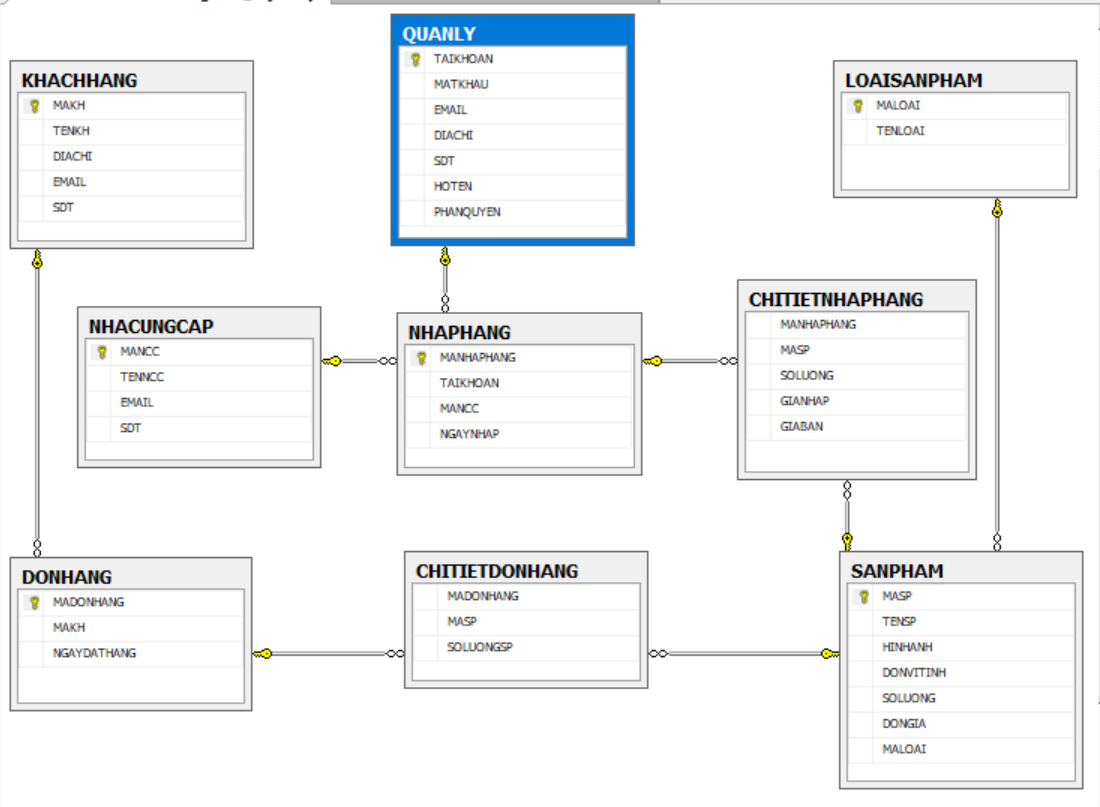 QUANLY
TAIKHOAN
MATKHAU
EMAIL
DIACHI
SDT
HOTEN
PHANQUYEN
KHACHHANG
MAKH
TENKH
DIACHI
EMAIL
SDT
LOAISANPHAM
MALOAI
TENLOAI
NHACUNGCAP
MANCC
TENNCC
EMAIL
SDT
NHAPHANG
MANHAPHANG
TAIKHOAN
MANCC
NGAYNHAP
CHITIETNHAPHANG
MANHAPHANG
MASP
SOLUONG
GIANHAP
GIABAN
DONHANG
MADONHANG
MAKH
NGAYDATHANG
CHITIETDONHANG
MADONHANG
MASP
SOLUONGSP
SANPHAM
MASP
TENSP
HINHANH
DONVITINH
SOLUONG
DONGIA
MALOAI